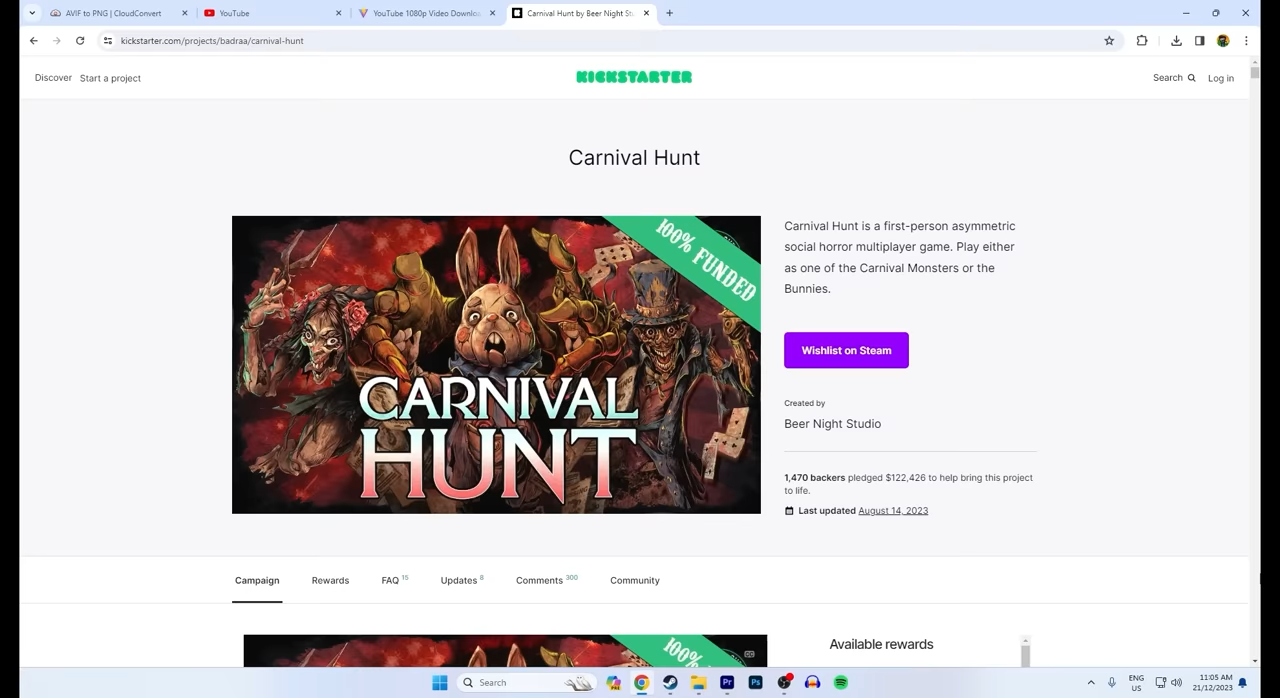 AVIF to PNG | CloudConvert
YouTube
YouTube 1080p Video Downlo
Carnival Hunt by Beer Night St
kickstarter.com/projects/badraa/carnival-hunt
Discover
Start a project
KICKSTARTER
Search
Log in
Carnival Hunt
100% FUNDED
CARNIVAL
HUNT
Carnival Hunt is a first-person asymmetric
social horror multiplayer game. Play either
as one of the Carnival Monsters or the
Bunnies.
Wishlist on Steam
Created by
Beer Night Studio
1,470 backers pledged $122,426 to help bring this project
to life.
Last updated August 14, 2023
Campaign
Rewards
FAQ 15
Updates 8
Comments 300
Community
100%
Available rewards
Search
ENG
US
11:05 AM
21/12/2023